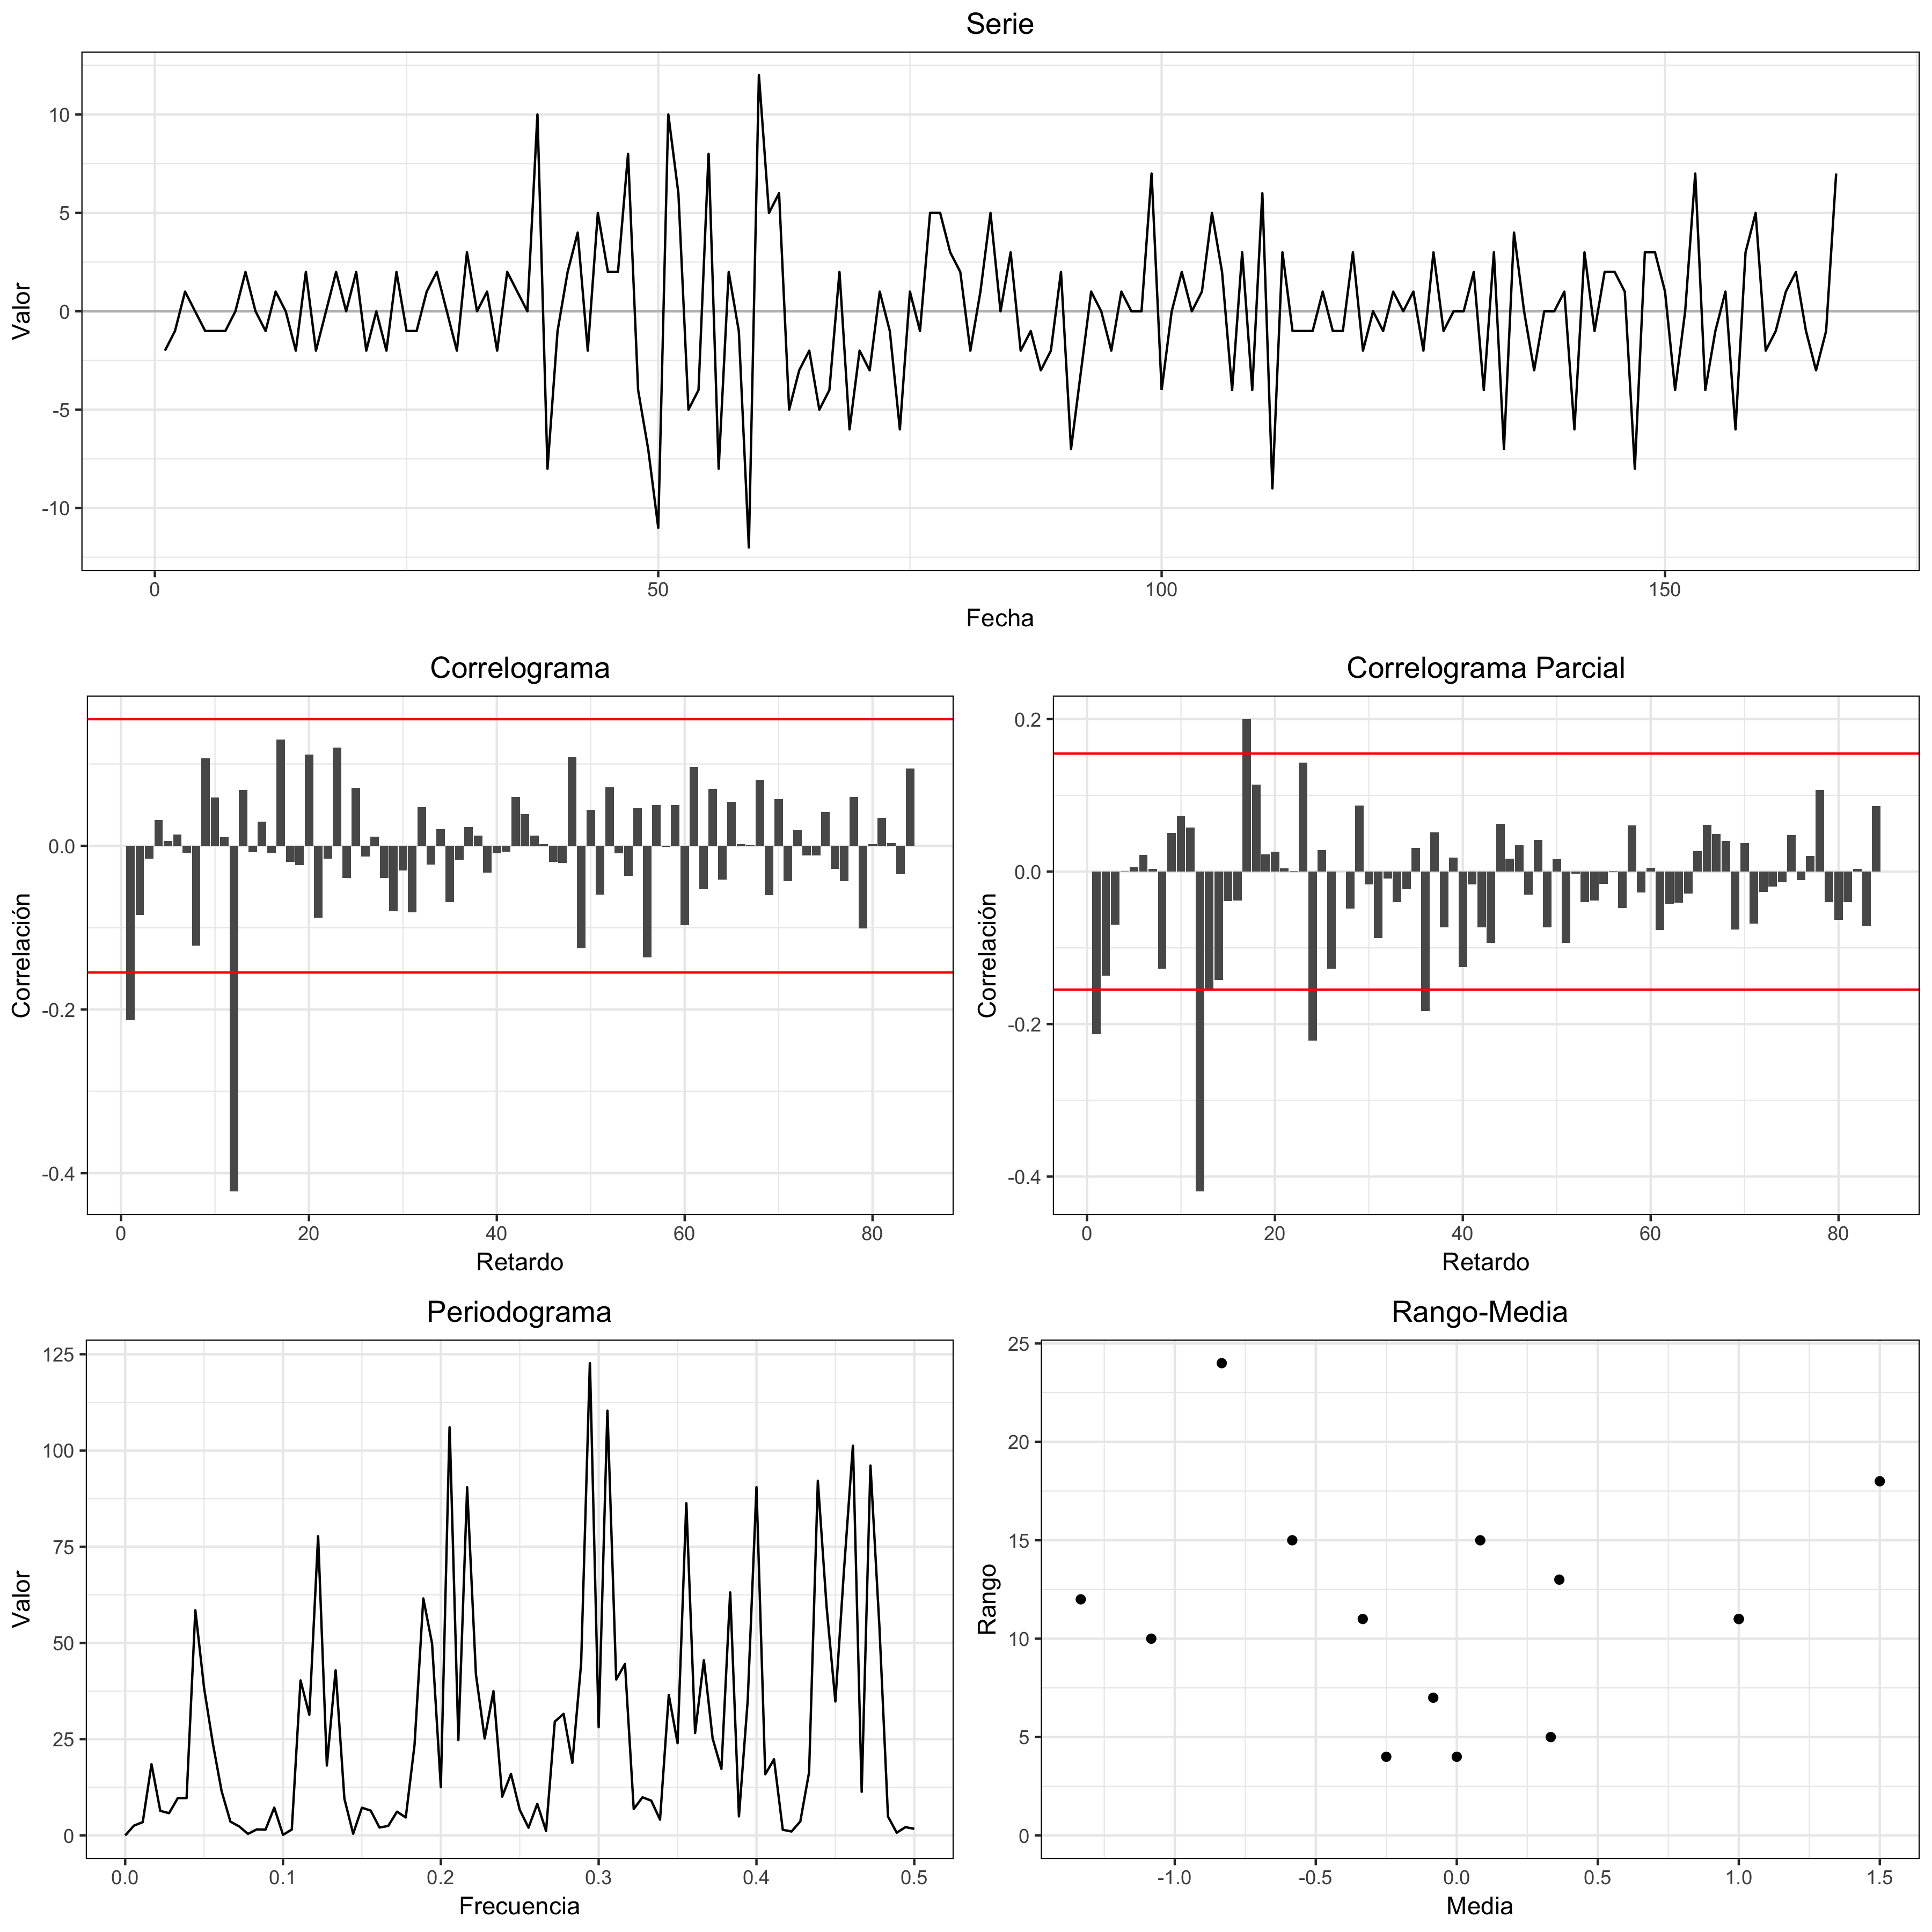 Serie
Valor
10
5
0
-5
-10
0 50 100 150
Fecha
Correlograma
Correlación
0.0
-0.2
-0.4
0 20 40 60 80
Retardo
Correlograma Parcial
Correlación
0.2
0.0
-0.2
-0.4
0 20 40 60 80
Retardo
Periodograma
Valor
125
100
75
50
25
0
0.0 0.1 0.2 0.3 0.4 0.5
Frecuencia
Rango-Media
Rango
25
20
15
10
5
0
-1.0 -0.5 0.0 0.5 1.0 1.5
Media